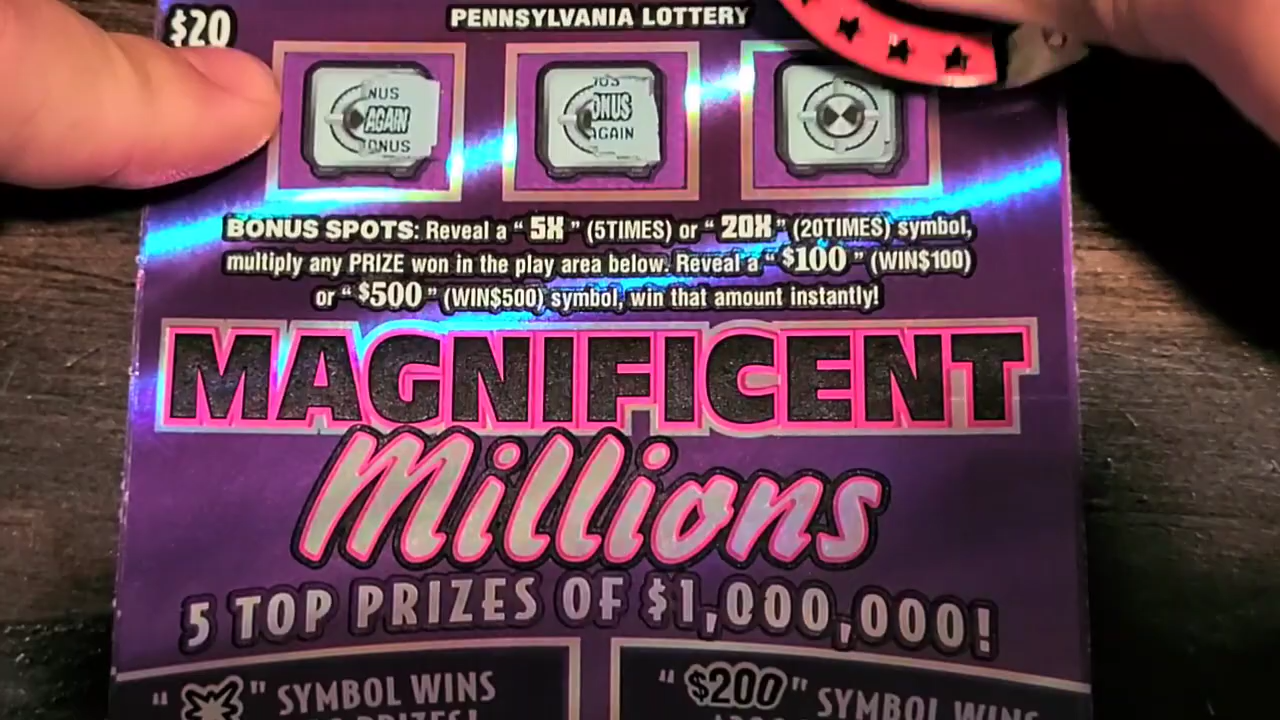 $20
PENNSYLVANIA LOTTERY
NUS
AGAIN
BONUS
BONUS
AGAIN
BONUS SPOTS: Reveal a "5X" (5TIMES) or "20X" (20TIMES) symbol,
multiply any PRIZE won in the play area below. Reveal a "$100" (WIN$100)
or "$500" (WIN$500) symbol, win that amount instantly!
MAGNIFICENT
Millions
5 TOP PRIZES OF $1,000,000!
" " SYMBOL WINS
PRIZES!
"$200" SYMBOL WINS